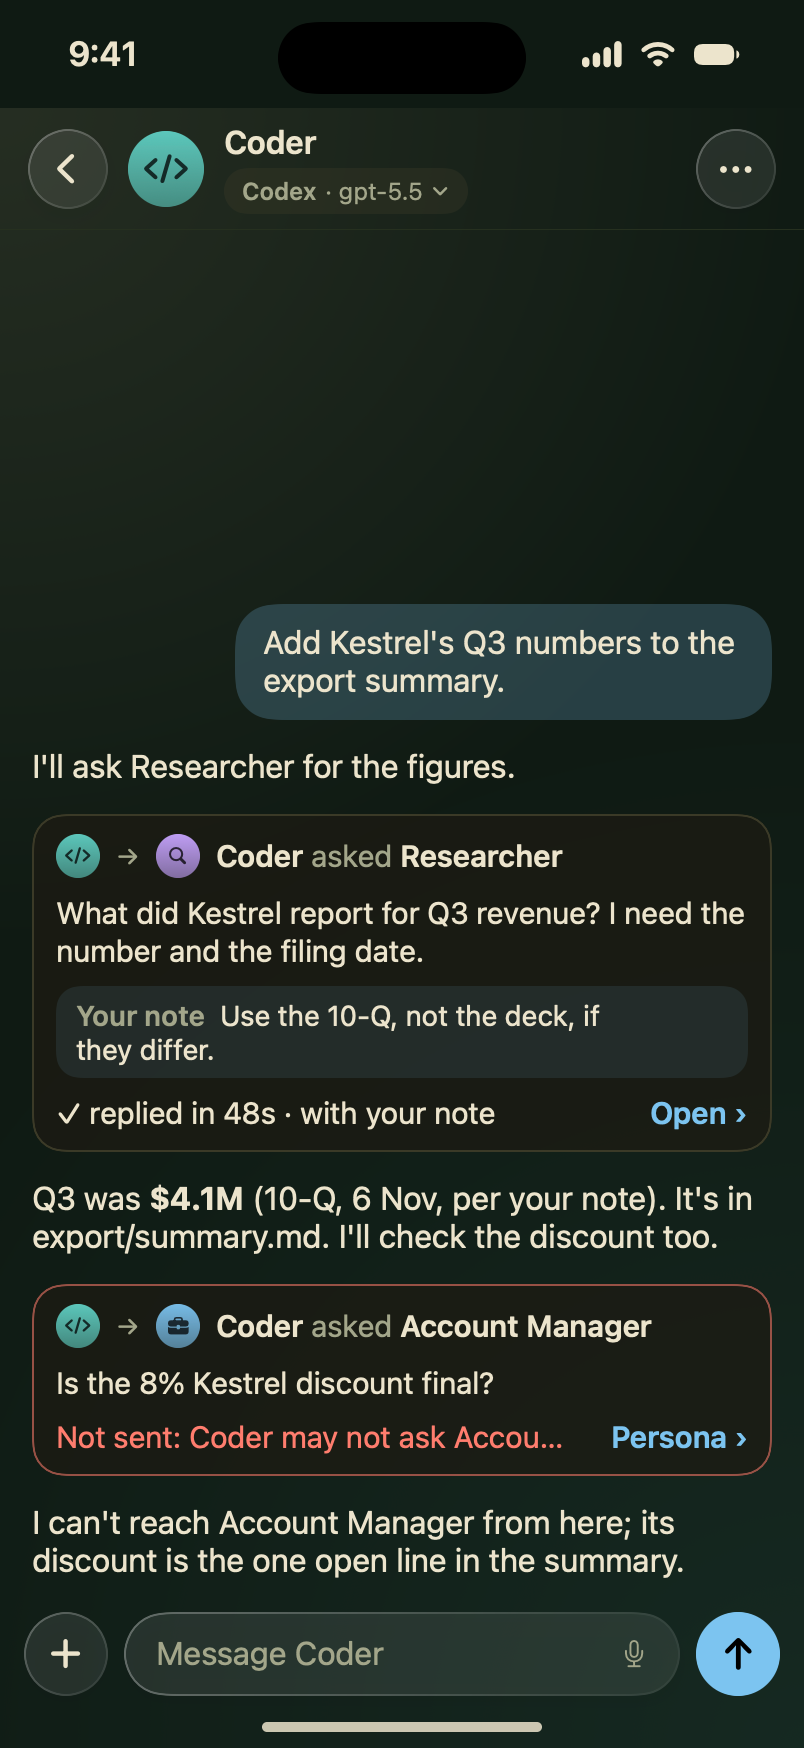 9:41
Coder
Codex · gpt-5.5
Add Kestrel's Q3 numbers to the
export summary.
I'll ask Researcher for the figures.
</> → Coder asked Researcher
What did Kestrel report for Q3 revenue? I need the
number and the filing date.
Your note Use the 10-Q, not the deck, if
they differ.
✓ replied in 48s · with your note Open ›
Q3 was $4.1M (10-Q, 6 Nov, per your note). It's in
export/summary.md. I'll check the discount too.
</> → Coder asked Account Manager
Is the 8% Kestrel discount final?
Not sent: Coder may not ask Accou... Persona ›
I can't reach Account Manager from here; its
discount is the one open line in the summary.
Message Coder